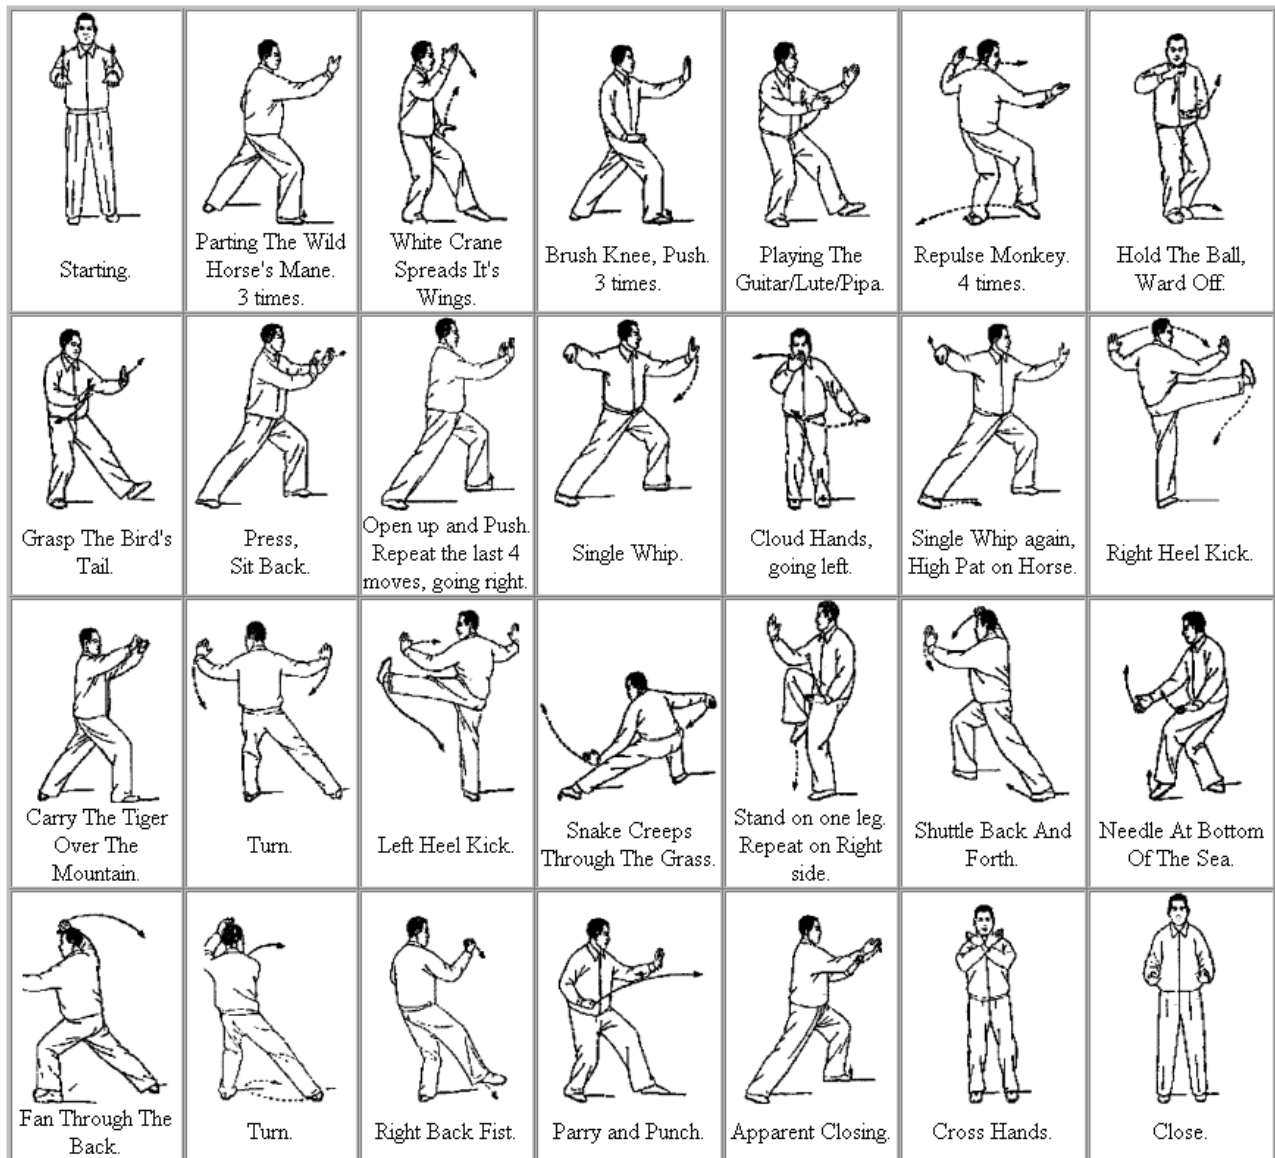 Starting.
Parting The Wild
Horse's Mane.
3 times.
White Crane
Spreads It's
Wings.
Brush Knee, Push.
3 times.
Playing The
Guitar/Lute/Pipa.
Repulse Monkey.
4 times.
Hold The Ball,
Ward Off.
Grasp The Bird's
Tail.
Press,
Sit Back.
Open up and Push.
Repeat the last 4
moves, going right.
Single Whip.
Cloud Hands,
going left.
Single Whip again,
High Pat on Horse.
Right Heel Kick.
Carry The Tiger
Over The
Mountain.
Turn.
Left Heel Kick.
Snake Creeps
Through The Grass.
Stand on one leg.
Repeat on Right
side.
Shuttle Back And
Forth.
Needle At Bottom
Of The Sea.
Fan Through The
Back.
Turn.
Right Back Fist.
Parry and Punch.
Apparent Closing.
Cross Hands.
Close.